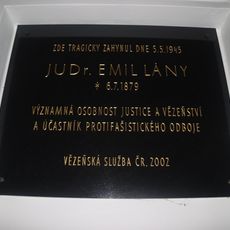 ZDE TRAGICKY ZAHYNUL DNE 5.5.1945
JUDr. EMIL LÁNY
* 6.7.1879
VÝZNAMNÁ OSOBNOST JUSTICE A VĚZEŇSTVÍ
A ÚČASTNÍK PROTIFAŠISTICKÉHO ODBOJE
VĚZEŇSKÁ SLUŽBA ČR, 2002